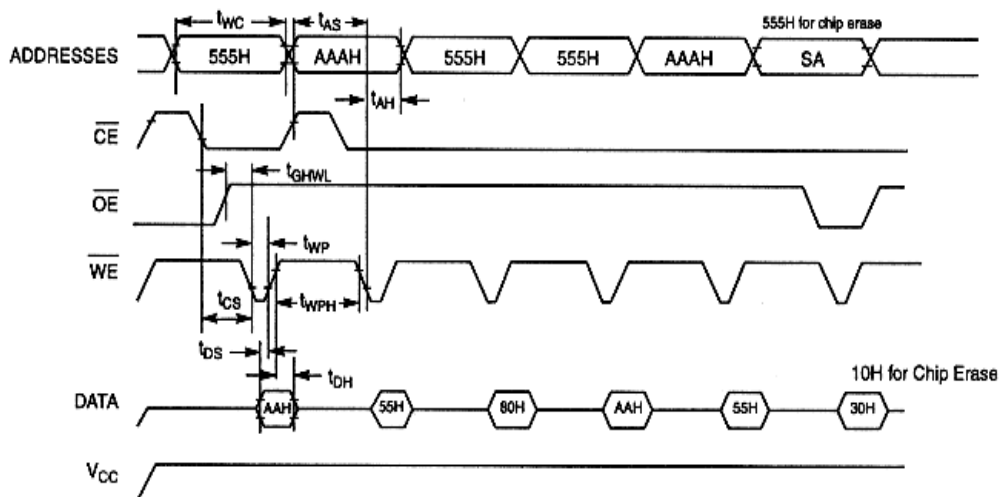 tWC
tAS
555H for chip erase
ADDRESSES
555H
AAAH
555H
555H
AAAH
SA
tAH
CE
tGHWL
OE
tWP
WE
tCS
tWPH
tDS
tDH
10H for Chip Erase
DATA
AAH
55H
80H
AAH
55H
30H
VCC